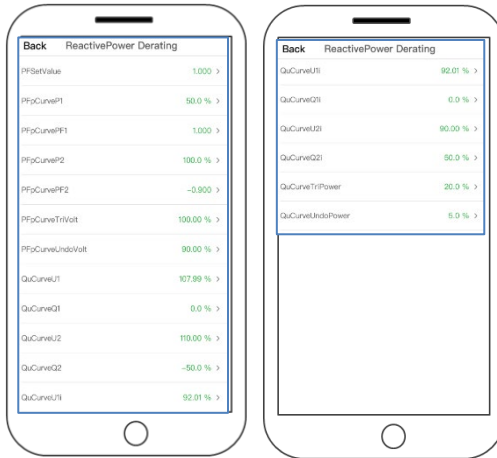 Back ReactivePower Derating
PFSetValue 1.000 >
PFpCurveP1 50.0 % >
PFpCurvePF1 1.000 >
PFpCurveP2 100.0 % >
PFpCurvePF2 -0.900 >
PFpCurveTriVolt 100.00 % >
PFpCurveUndoVolt 90.00 % >
QuCurveU1 107.99 % >
QuCurveQ1 0.0 % >
QuCurveU2 110.00 % >
QuCurveQ2 -50.0 % >
QuCurveU1i 92.01 % >
Back ReactivePower Derating
QuCurveU1i 92.01 % >
QuCurveQ1i 0.0 % >
QuCurveU2i 90.00 % >
QuCurveQ2i 50.0 % >
QuCurveTriPower 20.0 % >
QuCurveUndoPower 5.0 % >